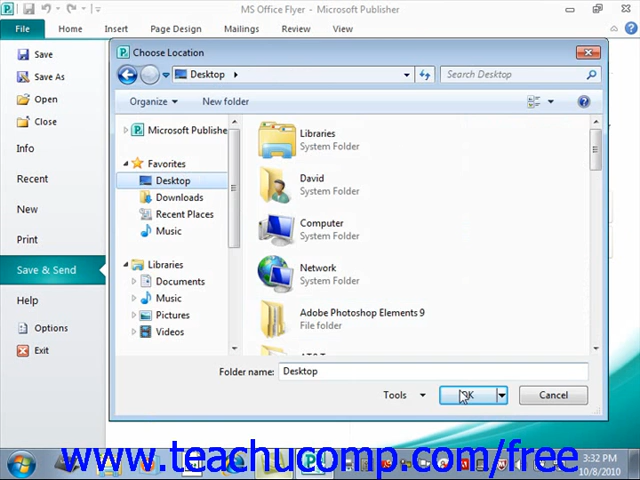 MS Office Flyer - Microsoft Publisher
File Home Insert Page Design Mailings Review View
Save
Save As
Open
Close
Info
Recent
New
Print
Save & Send
Help
Options
Exit
Choose Location
Desktop
Search Desktop
Organize New folder
Microsoft Publishe
Favorites
Desktop
Downloads
Recent Places
Music
Libraries
Documents
Music
Pictures
Videos
Libraries
System Folder
David
System Folder
Computer
System Folder
Network
System Folder
Adobe Photoshop Elements 9
File folder
Folder name: Desktop
Tools OK Cancel
www.teachucomp.com/free
3:32 PM
10/8/2010